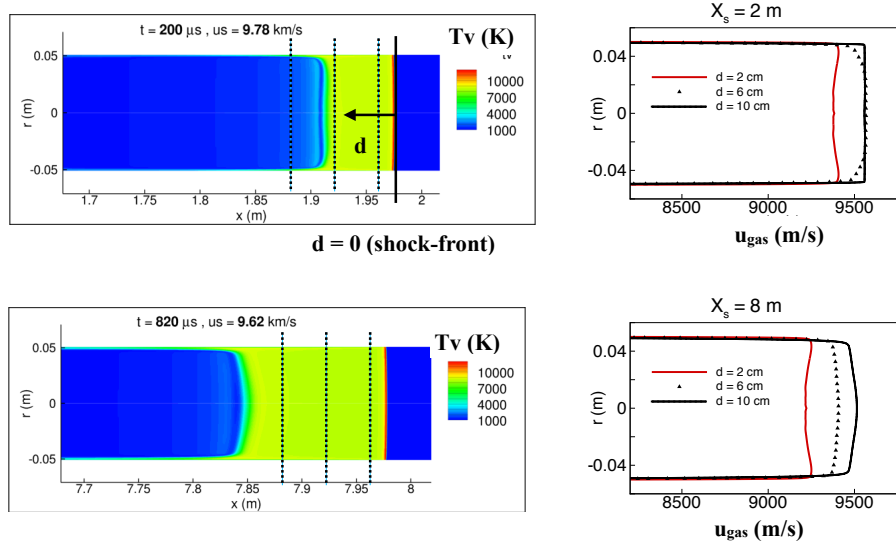 t = 200 μs , us = 9.78 km/s
Tv (K)
10000
7000
4000
1000
r (m)
0.05
0
-0.05
d
1.7
1.75
1.8
1.85
1.9
1.95
2
x (m)
d = 0 (shock-front)
X_s = 2 m
r (m)
0.04
0
-0.04
d = 2 cm
d = 6 cm
d = 10 cm
8500
9000
9500
u_gas (m/s)
t = 820 μs , us = 9.62 km/s
Tv (K)
10000
7000
4000
1000
r (m)
0.05
0
-0.05
7.7
7.75
7.8
7.85
7.9
7.95
8
x (m)
X_s = 8 m
r (m)
0.04
0
-0.04
d = 2 cm
d = 6 cm
d = 10 cm
8500
9000
9500
u_gas (m/s)